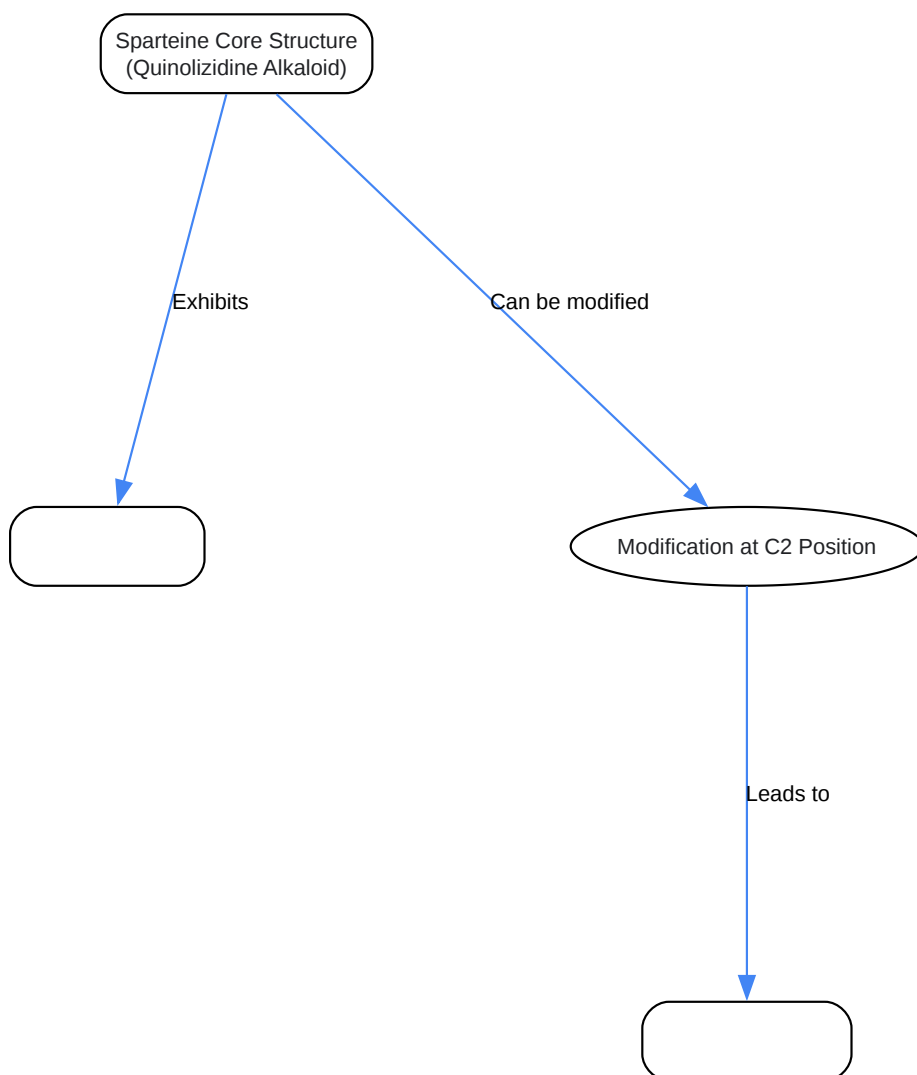 Sparteine Core Structure
(Quinolizidine Alkaloid)
Exhibits
Can be modified
Modification at C2 Position
Leads to